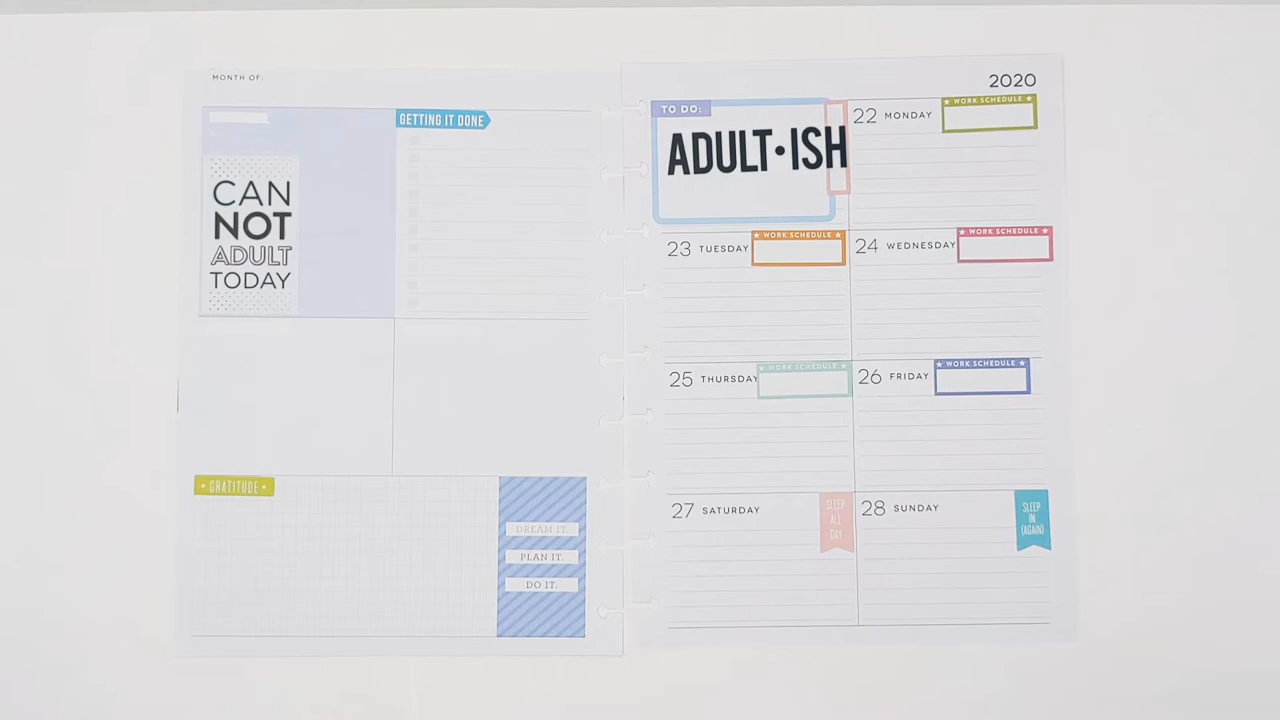 MONTH OF:
GETTING IT DONE
CAN
NOT
ADULT
TODAY
GRATITUDE
DREAM IT.
PLAN IT.
DO IT.
2020
TO DO:
ADULT•ISH
22 MONDAY
★ WORK SCHEDULE ★
23 TUESDAY
★ WORK SCHEDULE ★
24 WEDNESDAY
★ WORK SCHEDULE ★
25 THURSDAY
★ WORK SCHEDULE ★
26 FRIDAY
★ WORK SCHEDULE ★
27 SATURDAY
SLEEP
ALL
DAY
28 SUNDAY
SLEEP
IN
(AGAIN)